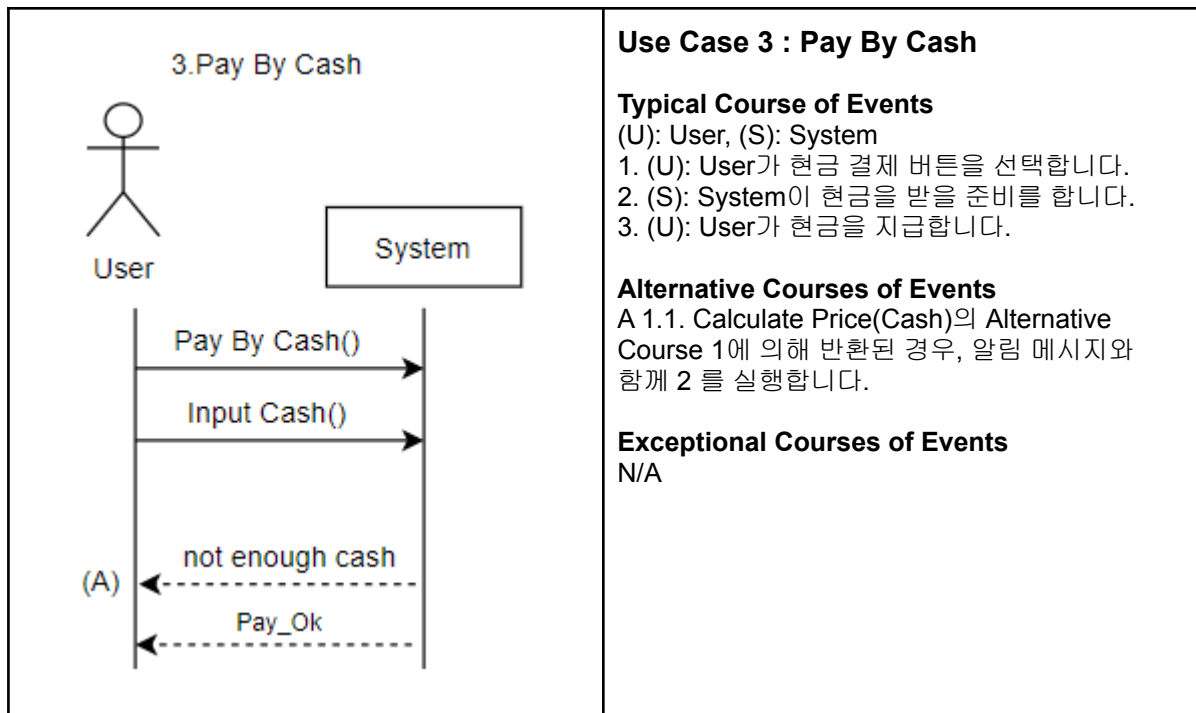 3.Pay By Cash
User
System
Pay By Cash()
Input Cash()
not enough cash
(A)
Pay_Ok
Use Case 3 : Pay By Cash
Typical Course of Events
(U): User, (S): System
1. (U): User가 현금 결제 버튼을 선택합니다.
2. (S): System이 현금을 받을 준비를 합니다.
3. (U): User가 현금을 지급합니다.
Alternative Courses of Events
A 1.1. Calculate Price(Cash)의 Alternative
Course 1에 의해 반환된 경우, 알림 메시지와
함께 2 를 실행합니다.
Exceptional Courses of Events
N/A